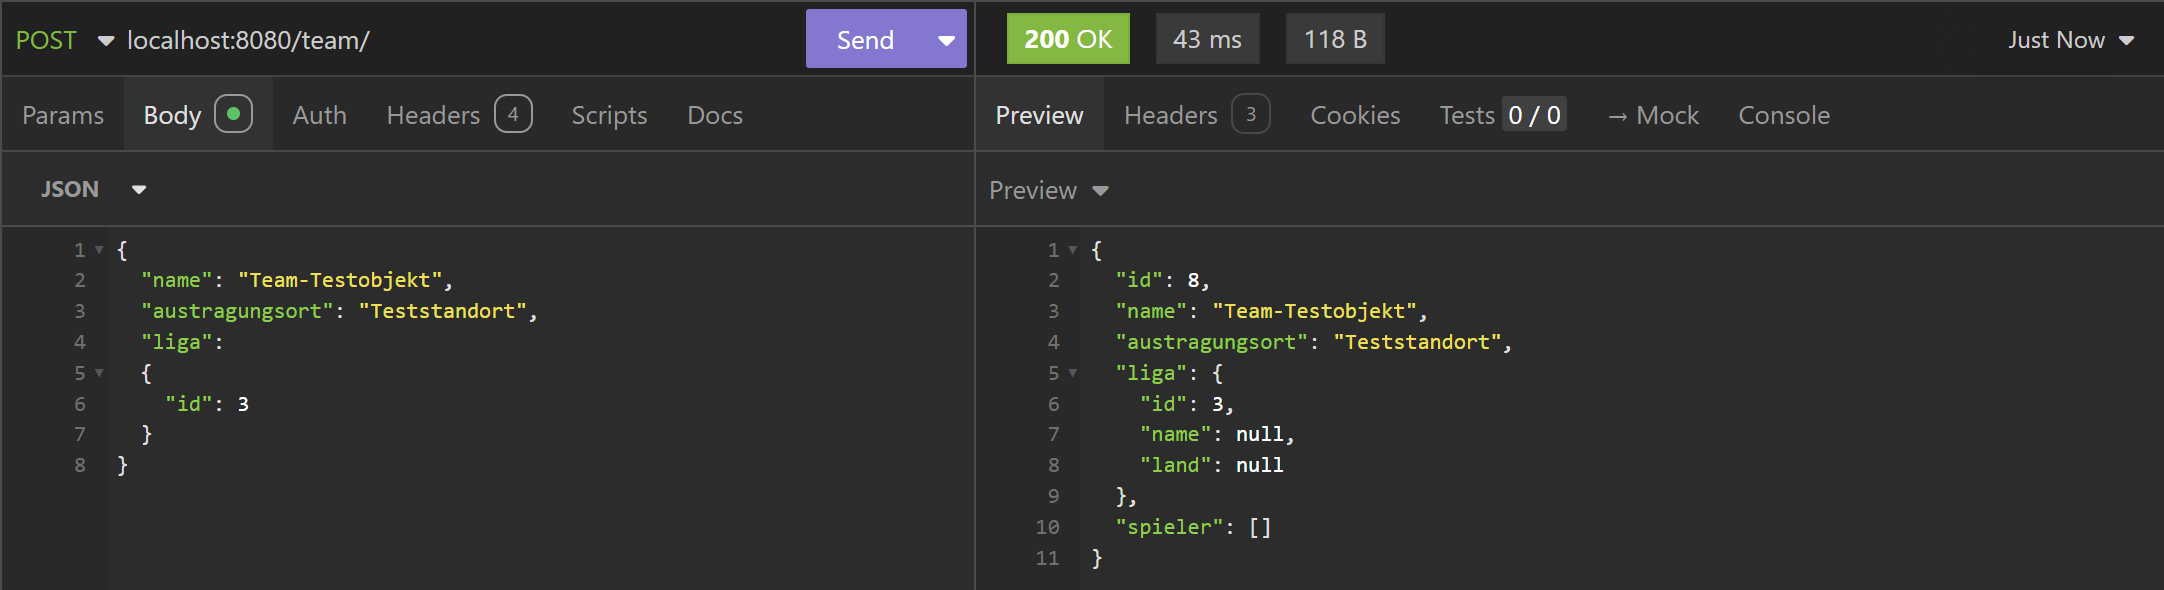 POST localhost:8080/team/ Send
Params Body Auth Headers 4 Scripts Docs
JSON
1 {
2 "name": "Team-Testobjekt",
3 "austragungsort": "Teststandort",
4 "liga":
5 {
6 "id": 3
7 }
8 }
200 OK 43 ms 118 B Just Now
Preview Headers 3 Cookies Tests 0 / 0 → Mock Console
Preview
1 {
2 "id": 8,
3 "name": "Team-Testobjekt",
4 "austragungsort": "Teststandort",
5 "liga": {
6 "id": 3,
7 "name": null,
8 "land": null
9 },
10 "spieler": []
11 }